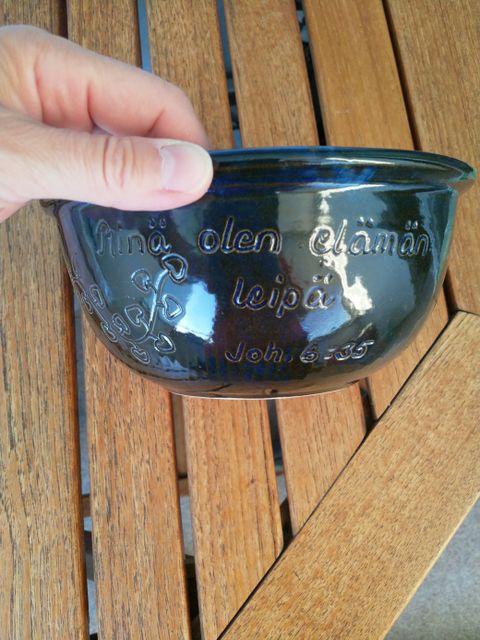 Minä olen elämän
leipä
Joh. 6-35